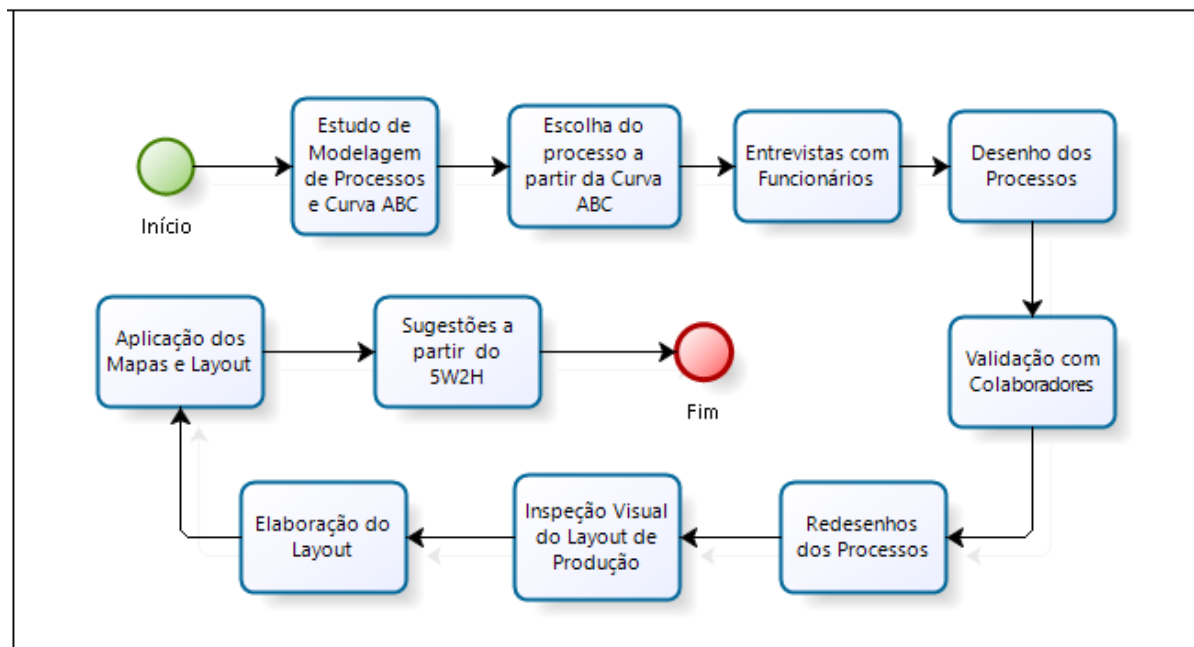 Início
Estudo de
Modelagem
de Processos
e Curva ABC
Escolha do
processo a
partir da Curva
ABC
Entrevistas com
Funcionários
Desenho dos
Processos
Validação com
Colaboradores
Redesenhos
dos Processos
Inspeção Visual
do Layout de
Produção
Elaboração do
Layout
Aplicação dos
Mapas e Layout
Sugestões a
partir do
5W2H
Fim